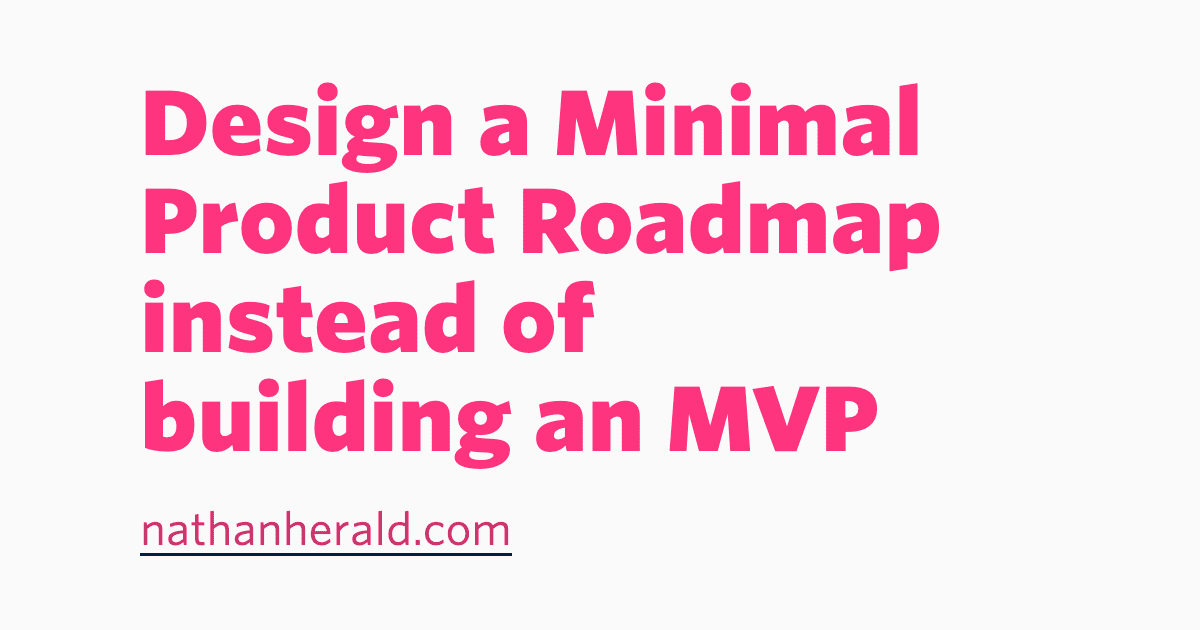 Design a Minimal
Product Roadmap
instead of
building an MVP
nathanherald.com